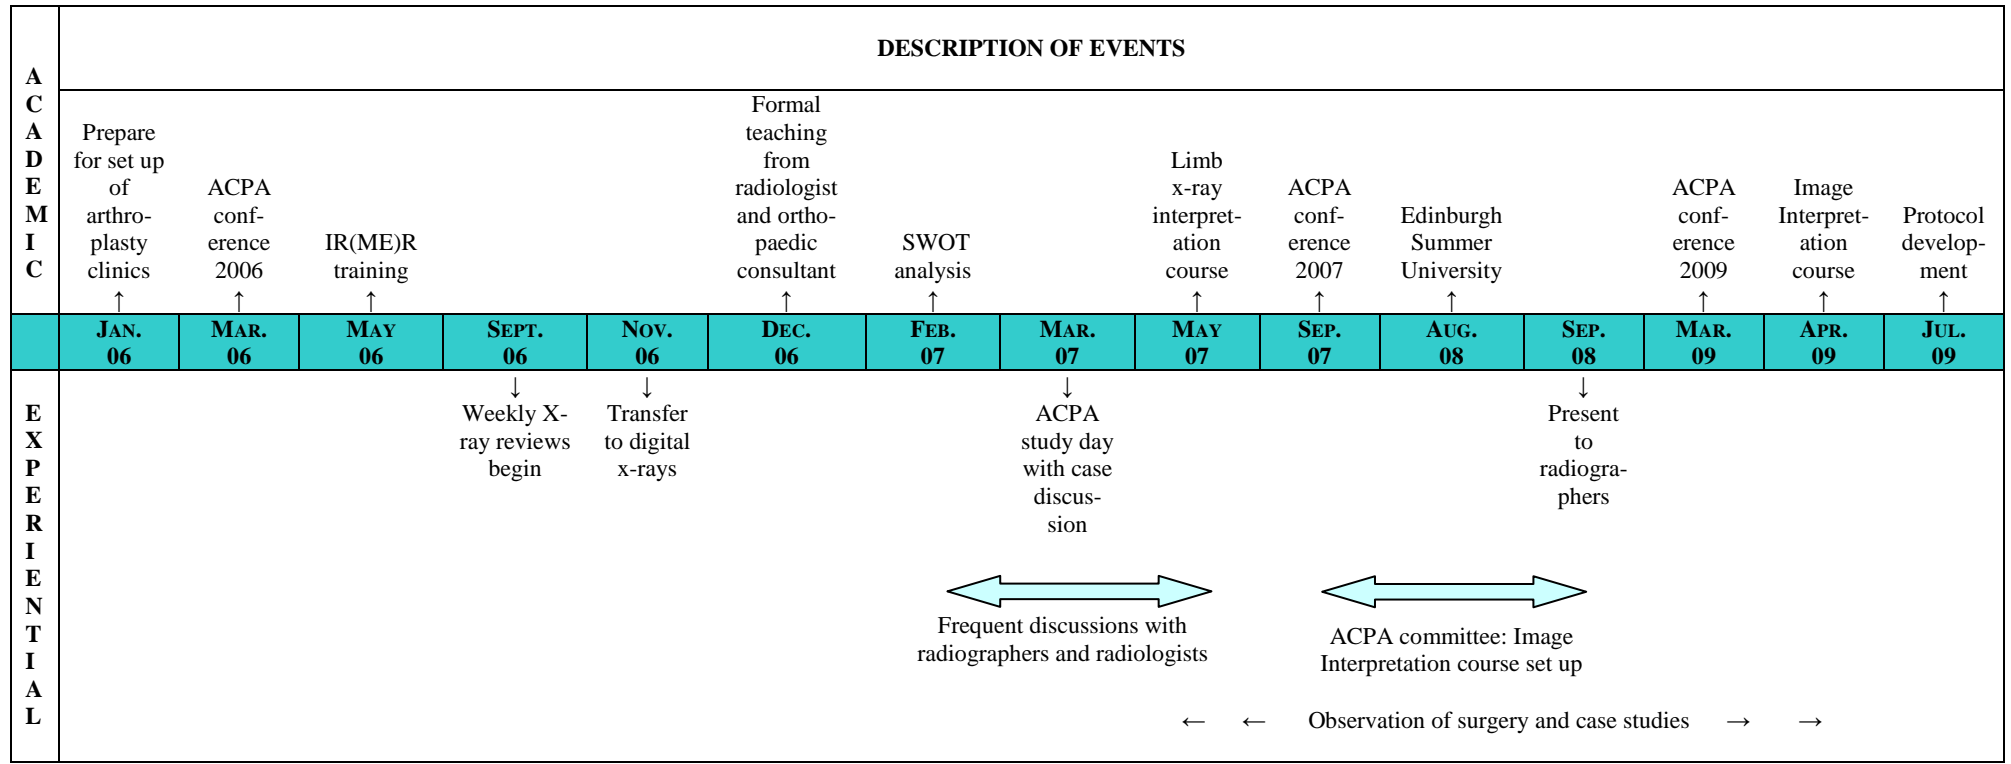 DESCRIPTION OF EVENTS
A
C
A
D
E
M
I
C
Prepare
for set up
of
arthro-
plasty
clinics
↑
ACPA
conf-
erence
2006
↑
IR(ME)R
training
↑
Formal
teaching
from
radiologist
and ortho-
paedic
consultant
↑
SWOT
analysis
↑
Limb
x-ray
interpret-
ation
course
↑
ACPA
conf-
erence
2007
↑
Edinburgh
Summer
University
↑
ACPA
conf-
erence
2009
↑
Image
Interpret-
ation
course
↑
Protocol
develop-
ment
↑
JAN.
06
MAR.
06
MAY
06
SEPT.
06
NOV.
06
DEC.
06
FEB.
07
MAR.
07
MAY
07
SEP.
07
AUG.
08
SEP.
08
MAR.
09
APR.
09
JUL.
09
E
X
P
E
R
I
E
N
T
I
A
L
↓
Weekly X-
ray reviews
begin
↓
Transfer
to digital
x-rays
↓
ACPA
study day
with case
discus-
sion
↓
Present
to
radiogra-
phers
Frequent discussions with
radiographers and radiologists
ACPA committee: Image
Interpretation course set up
← ← Observation of surgery and case studies → →